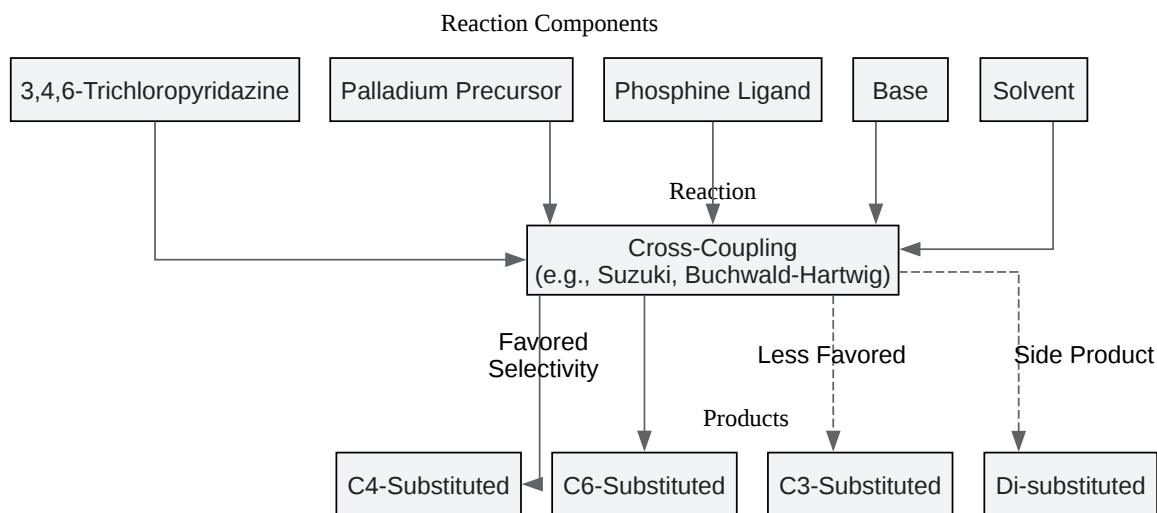 Reaction Components
3,4,6-Trichloropyridazine
Palladium Precursor
Phosphine Ligand
Base
Solvent
Reaction
Cross-Coupling
(e.g., Suzuki, Buchwald-Hartwig)
Favored
Selectivity
Less Favored
Side Product
Products
C4-Substituted
C6-Substituted
C3-Substituted
Di-substituted